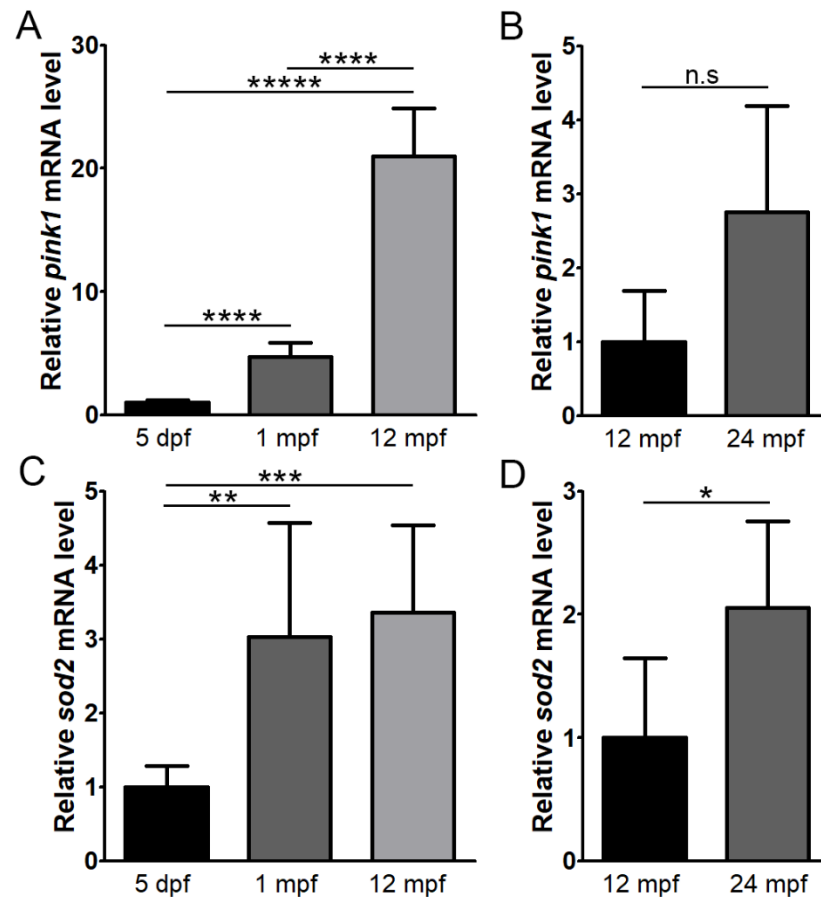 A
Relative pink1 mRNA level
30
20
10
0
****
*****
****
5 dpf
1 mpf
12 mpf
B
Relative pink1 mRNA level
5
4
3
2
1
0
n.s
12 mpf
24 mpf
C
Relative sod2 mRNA level
5
4
3
2
1
0
***
**
5 dpf
1 mpf
12 mpf
D
Relative sod2 mRNA level
3
2
1
0
*
12 mpf
24 mpf